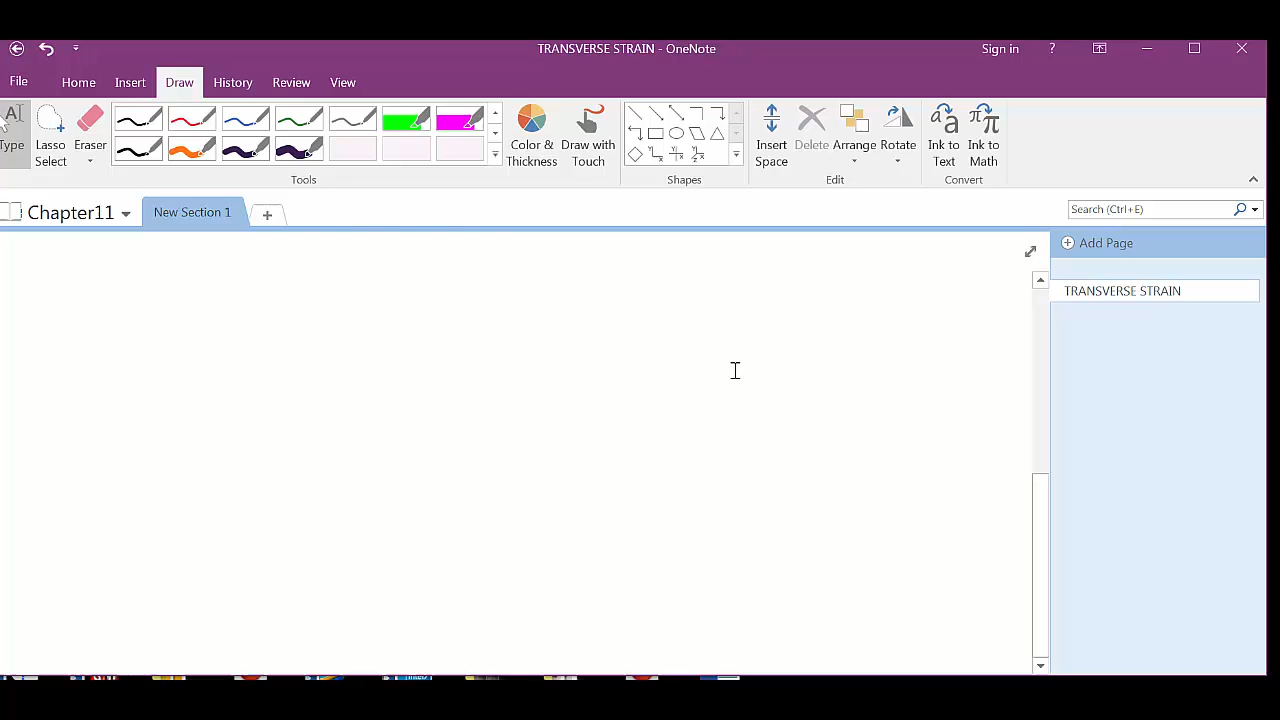 TRANSVERSE STRAIN - OneNote
Sign in
?
File
Home
Insert
Draw
History
Review
View
Type
Lasso
Select
Eraser
Color &
Thickness
Draw with
Touch
Insert
Space
Delete
Arrange
Rotate
Ink to
Text
Ink to
Math
Tools
Shapes
Edit
Convert
Chapter11
New Section 1
Search (Ctrl+E)
Add Page
TRANSVERSE STRAIN